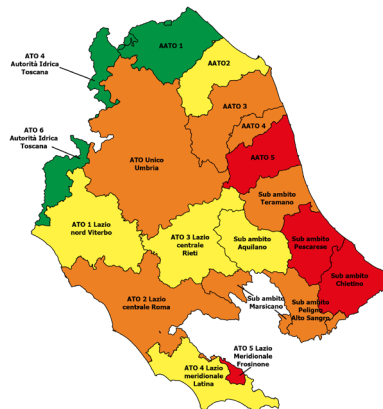 ATO 4
Autorità Idrica
Toscana
AATO 1
AATO2
AATO 3
AATO 4
ATO 6
Autorità Idrica
Toscana
ATO Unico
Umbria
AATO 5
Sub ambito
Teramano
ATO 1 Lazio
nord Viterbo
ATO 3 Lazio
centrale
Rieti
Sub ambito
Aquilano
Sub ambito
Pescarese
Sub ambito
Chietino
ATO 2 Lazio
centrale Roma
Sub ambito
Marsicano
Sub ambito
Peligno
Alto Sangro
ATO 5 Lazio
Meridionale
Frosinone
ATO 4 Lazio
meridionale
Latina